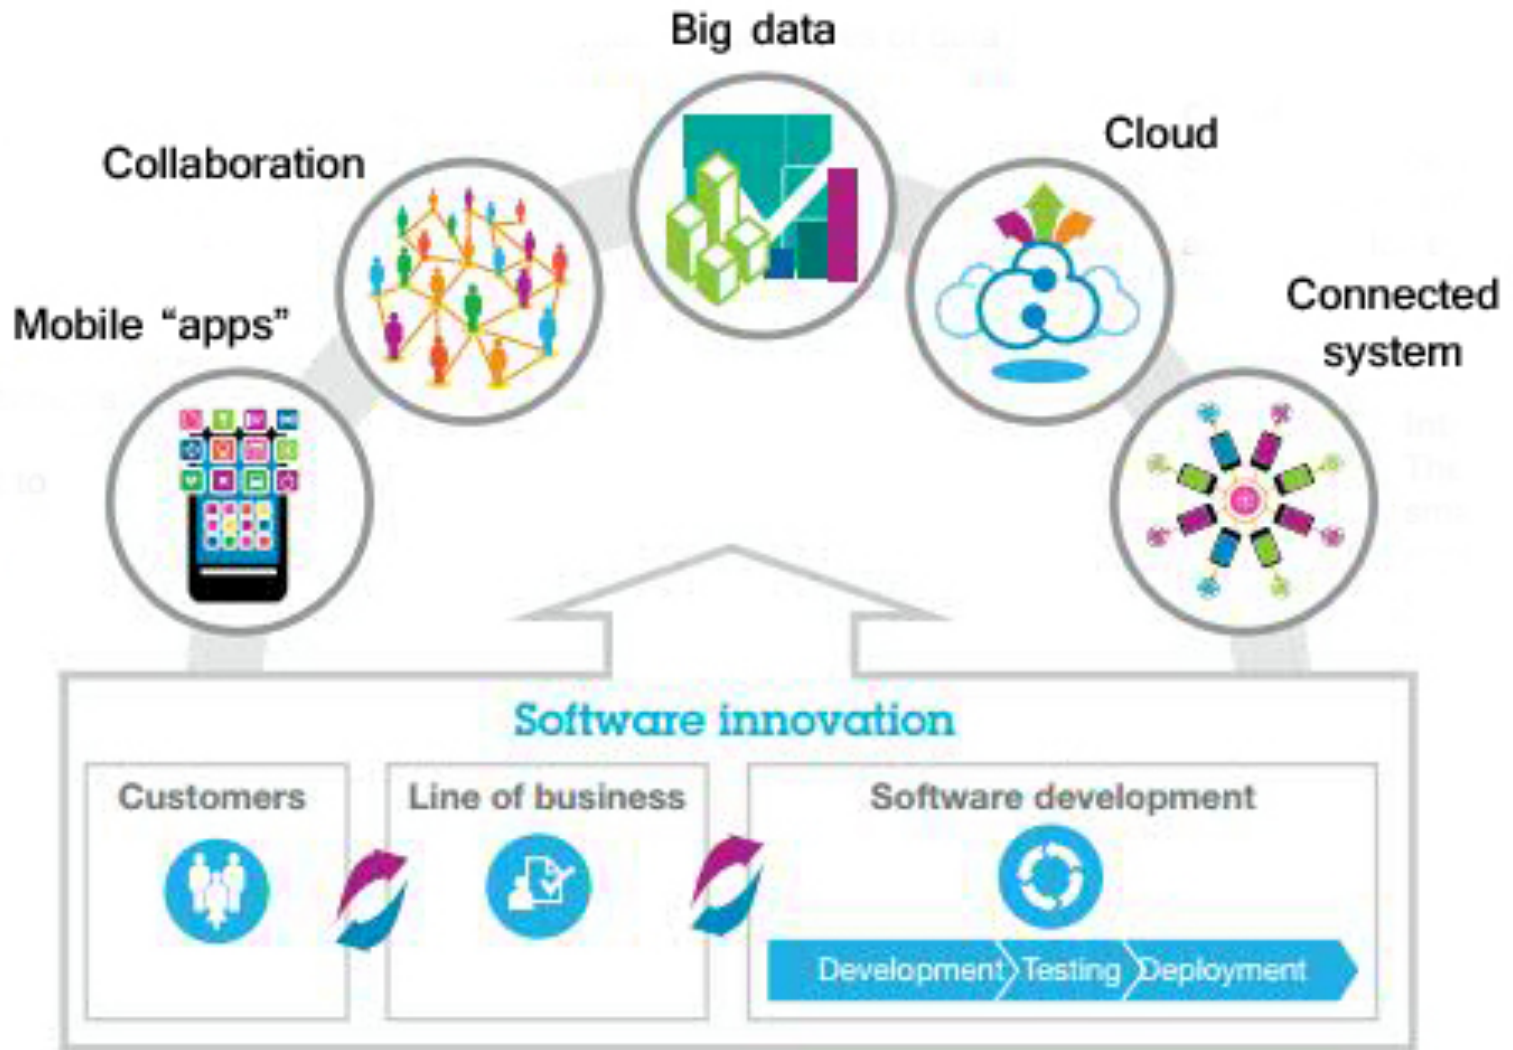 Big data
Cloud
Collaboration
Connected
system
Mobile “apps”
Software innovation
Customers
Line of business
Software development
Development
Testing
Deployment